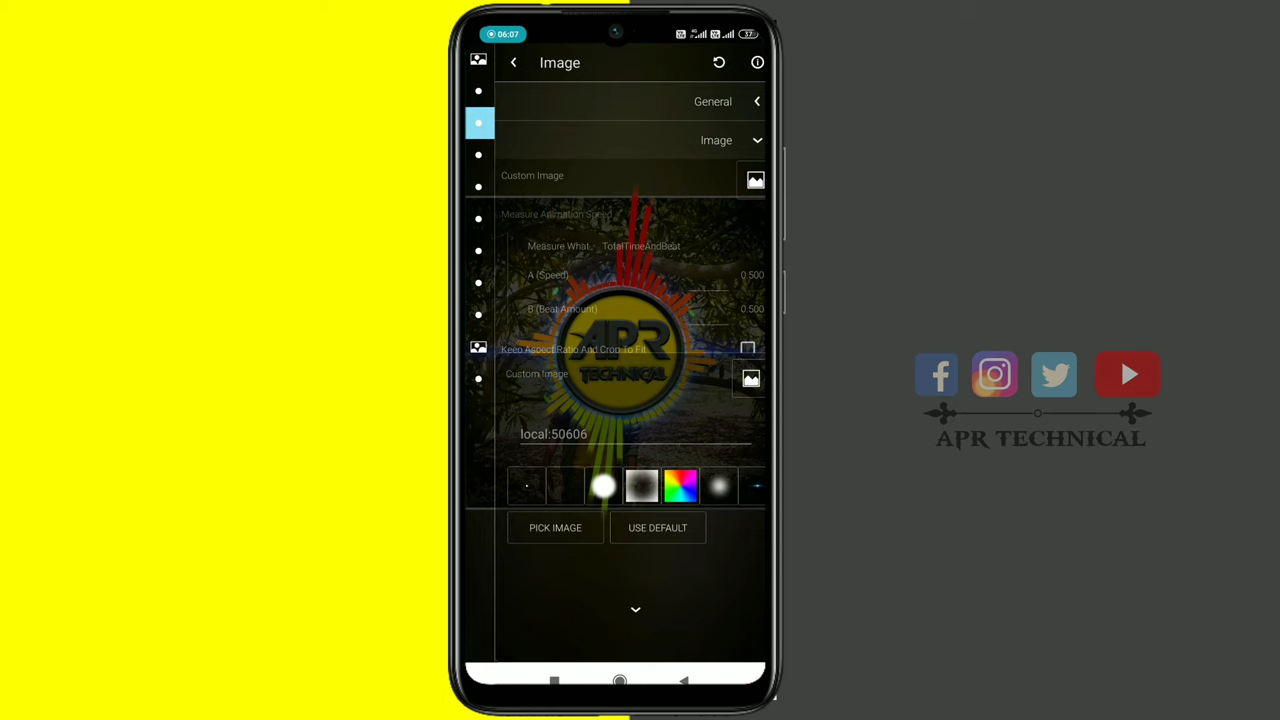 06:07
37
Image
General
Image
Custom Image
Measure Animation Speed
Measure What.. TotalTimeAndBeat
A (Speed) 0.500
B (Beat Amount) 0.500
Keep Aspect Ratio And Crop To Fit
APR
TECHNICAL
Custom Image
local:50606
PICK IMAGE USE DEFAULT
APR TECHNICAL